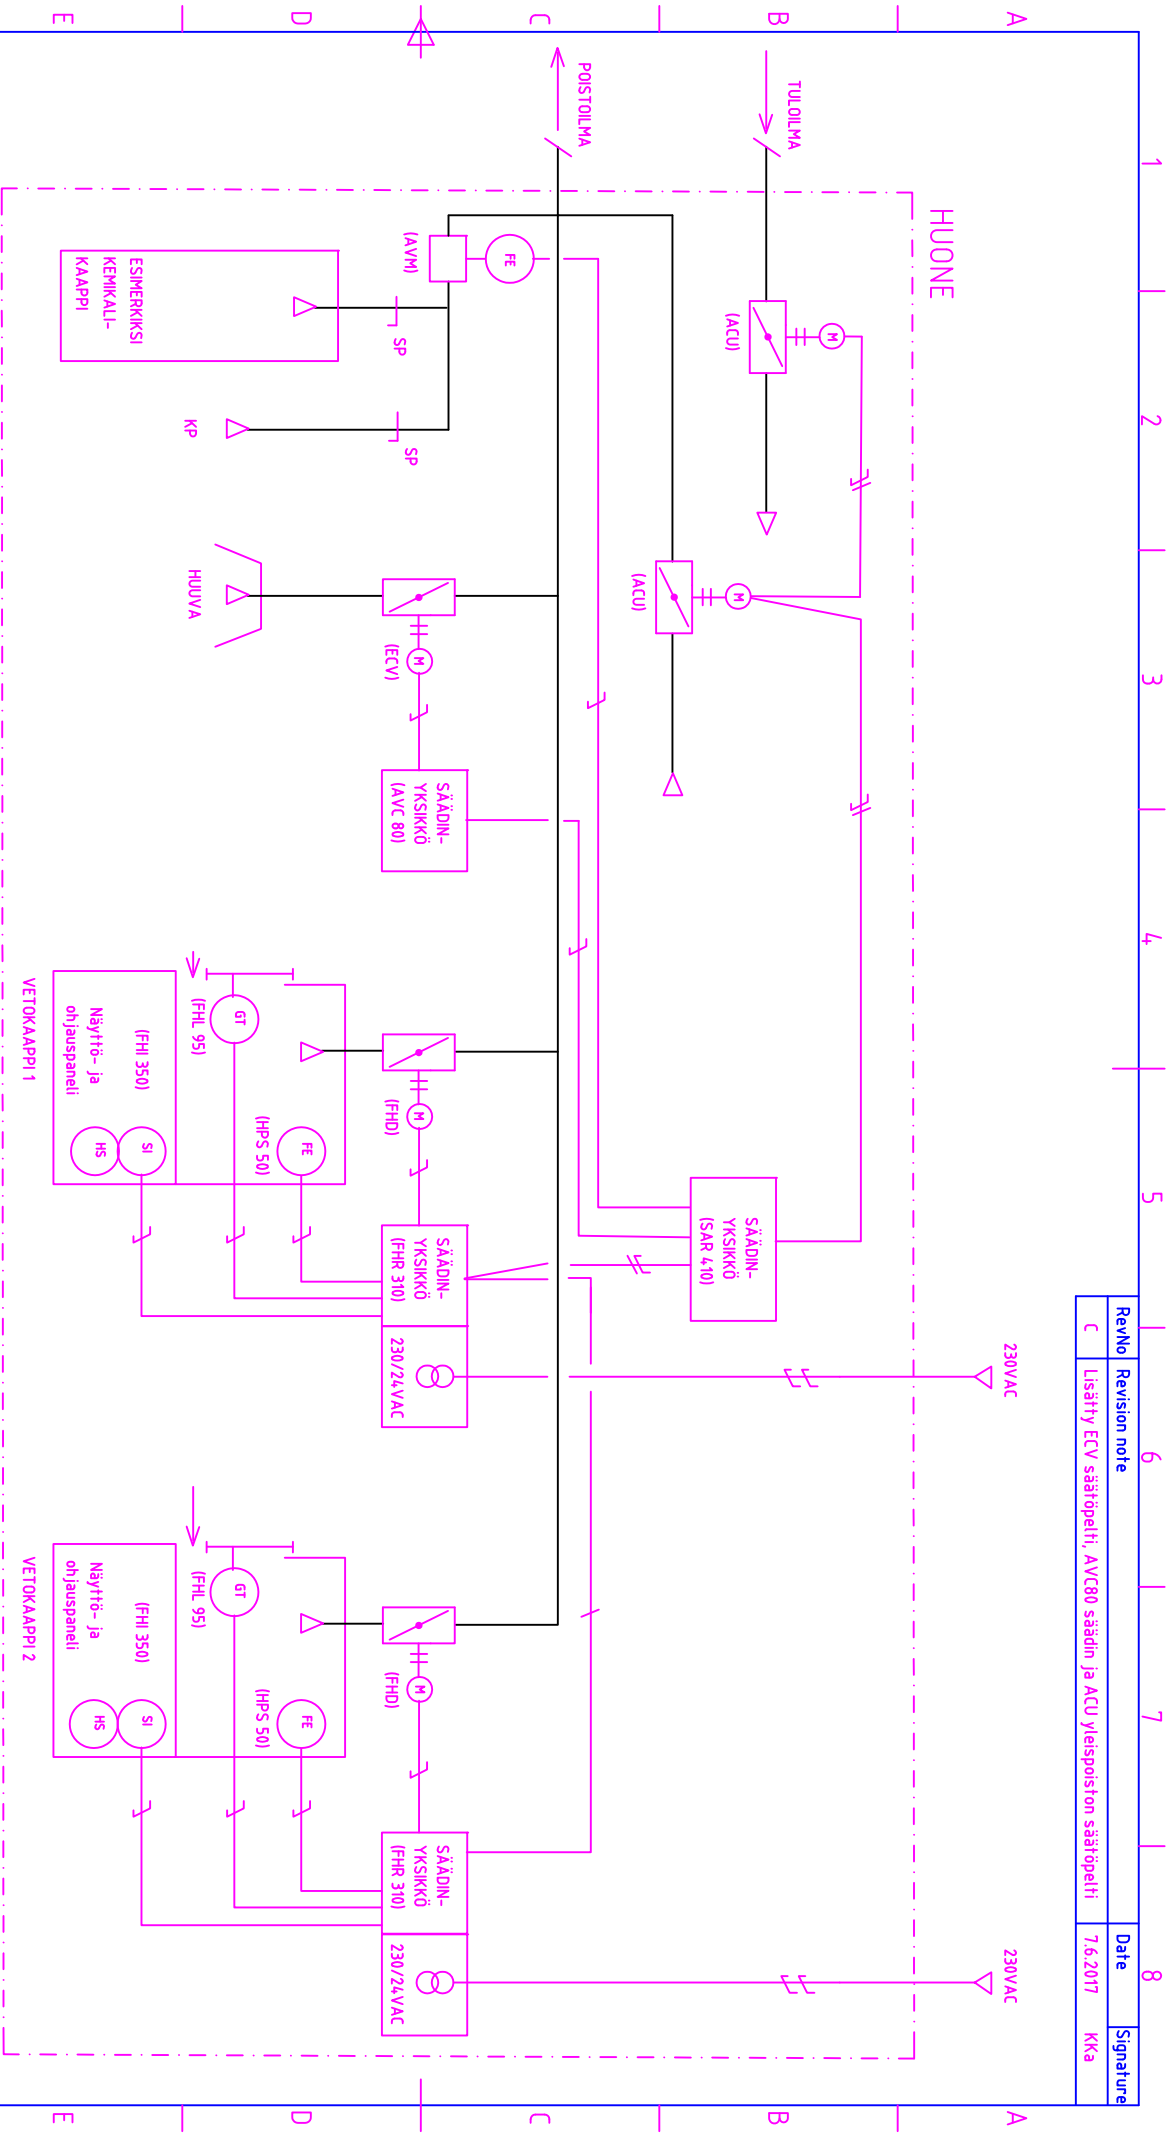 1
2
3
4
5
6
7
8
A
B
C
D
E
A
B
C
D
E
RevNo
Revision note
Date
Signature
C
Lisätty ECV säätöpelti, AVC80 säädin ja ACU yleispoiston säätöpelti
7.6.2017
KKa
HUONE
230VAC
230VAC
TULOILMA
M
(ACU)
POISTOILMA
M
(ACU)
SÄÄDIN-
YKSIKKÖ
(SAR 410)
FE
(AVM)
SP
SP
ESIMERKIKSI
KEMIKALI-
KAAPPI
KP
HUUVA
M
(ECV)
SÄÄDIN-
YKSIKKÖ
(AVC 80)
M
(FHD)
SÄÄDIN-
YKSIKKÖ
(FHR 310)
230/24VAC
FE
(HPS 50)
GT
(FHL 95)
(FHI 350)
Näyttö- ja
ohjauspaneli
SI
HS
VETOKAAPPI 1
M
(FHD)
SÄÄDIN-
YKSIKKÖ
(FHR 310)
230/24VAC
FE
(HPS 50)
GT
(FHL 95)
(FHI 350)
Näyttö- ja
ohjauspaneli
SI
HS
VETOKAAPPI 2